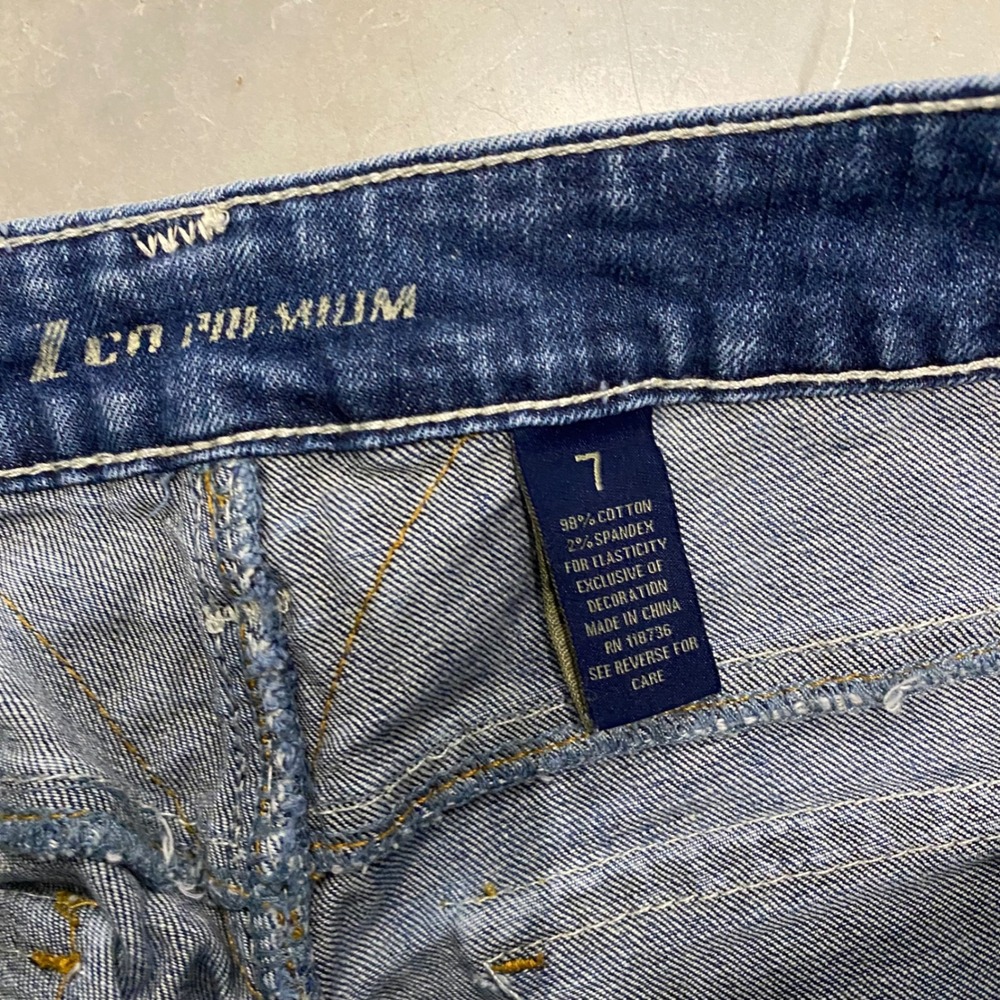 PREMIUM
7
98% COTTON
2% SPANDEX
FOR ELASTICITY
EXCLUSIVE OF
DECORATION
MADE IN CHINA
RN 118736
SEE REVERSE FOR
CARE